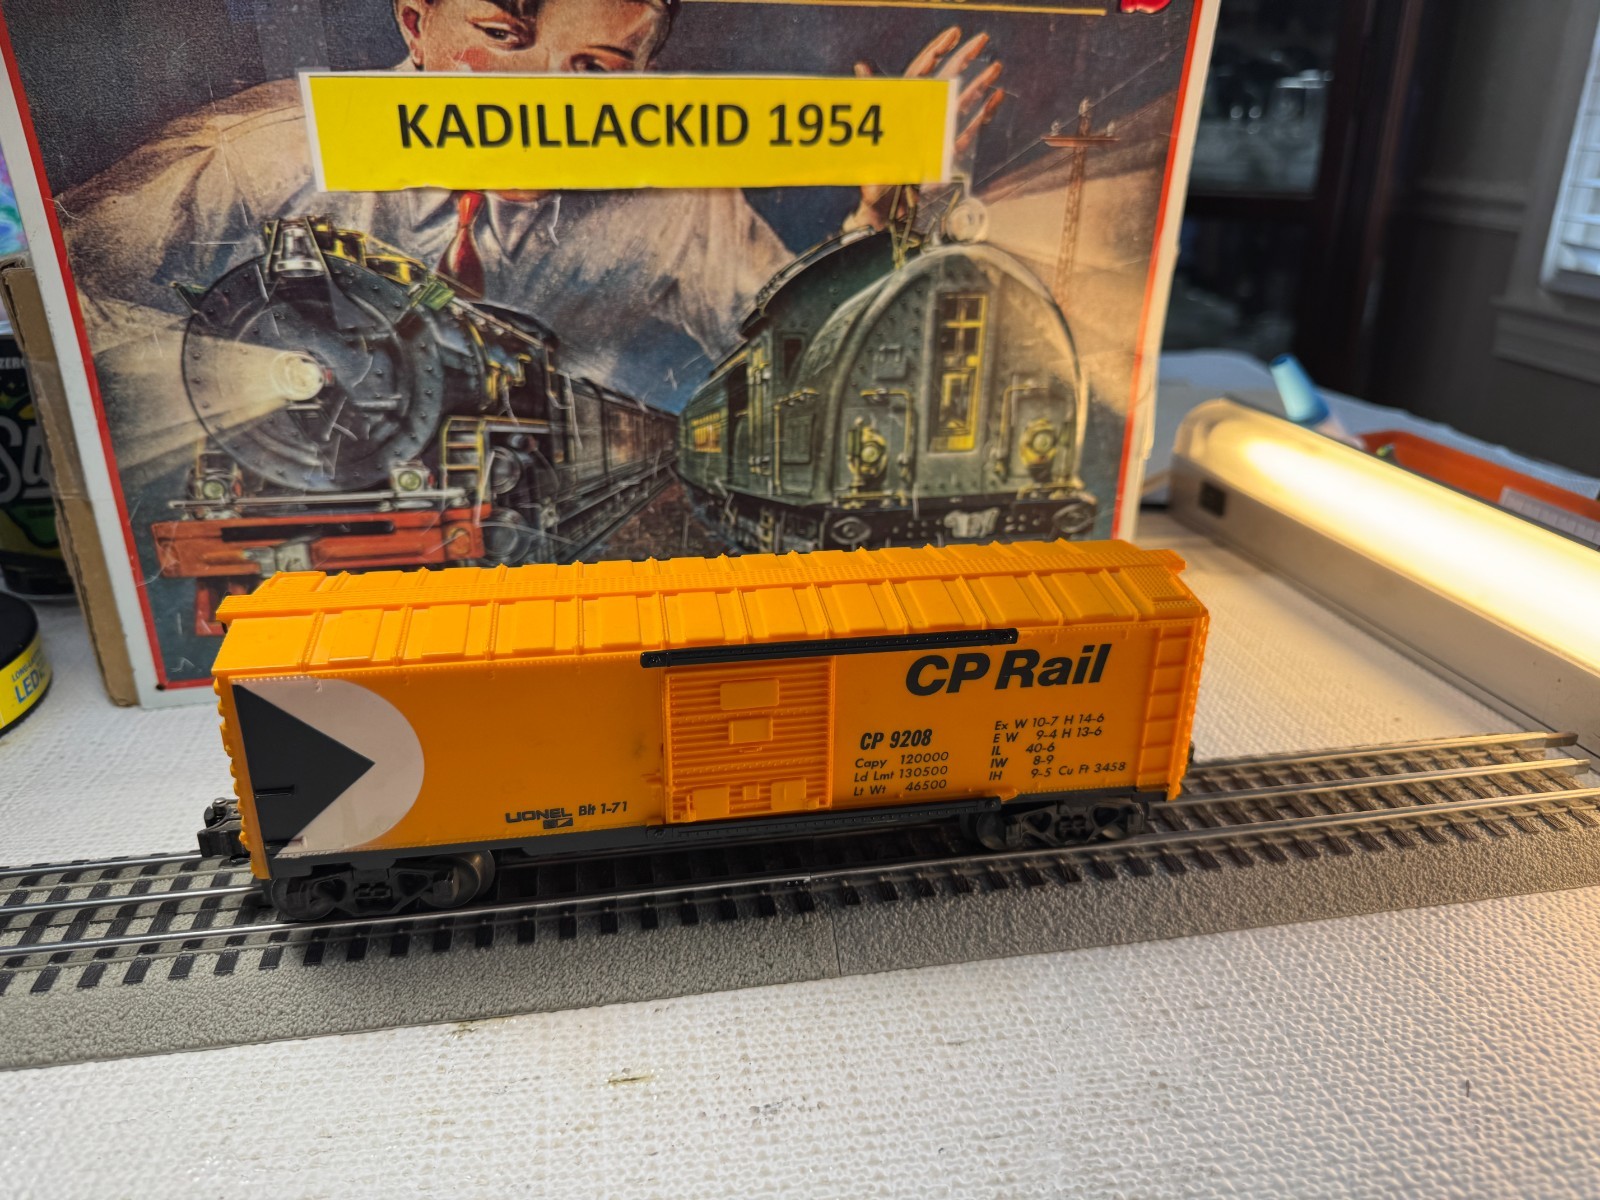 KADILLACKID 1954
CP Rail
CP 9208
Capy 120000
Ld Lmt 130500
Lt Wt 46500
Ex W 10-7 H 14-6
E W 9-4 H 13-6
IL 40-6
IW 8-9
IH 9-5 Cu Ft 3458
LIONEL Blt 1-71
ZERO
LED